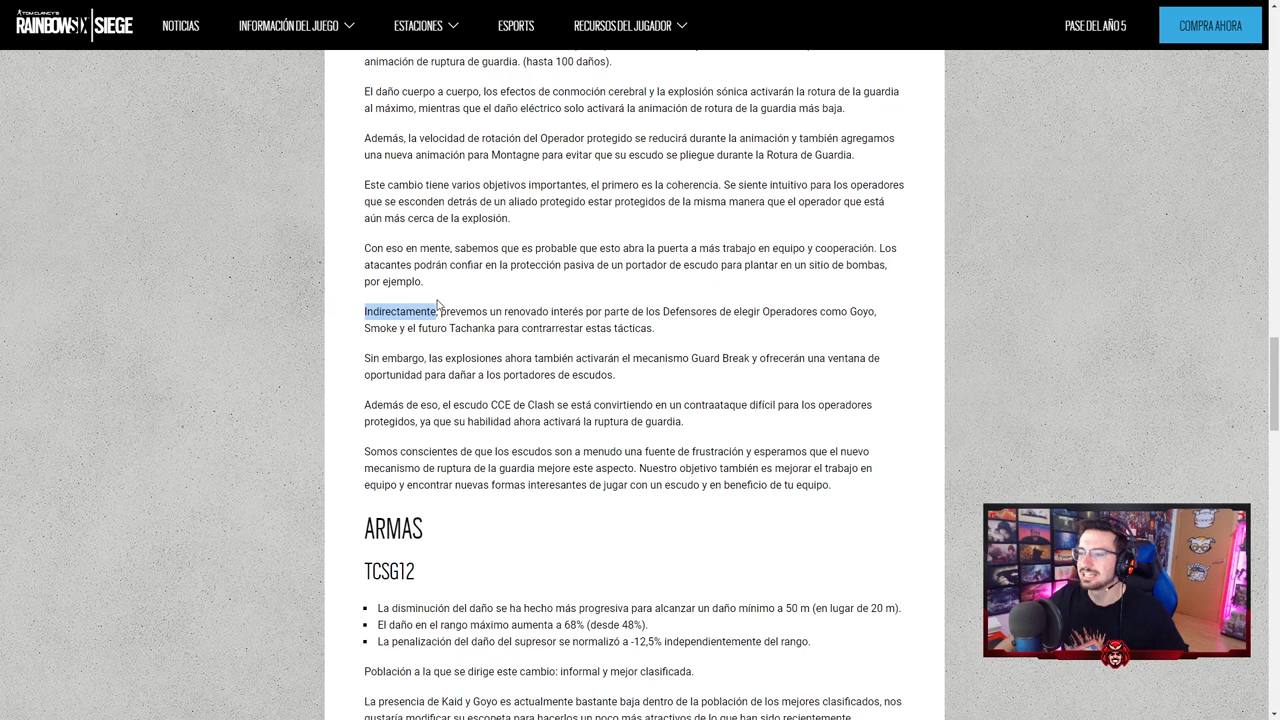 TOM CLANCY'S
RAINBOWSIX SIEGE
NOTICIAS
INFORMACIÓN DEL JUEGO
ESTACIONES
ESPORTS
RECURSOS DEL JUGADOR
PASE DEL AÑO 5
COMPRA AHORA
animación de ruptura de guardia. (hasta 100 daños).
El daño cuerpo a cuerpo, los efectos de conmoción cerebral y la explosión sónica activarán la rotura de la guardia
al máximo, mientras que el daño eléctrico solo activará la animación de rotura de la guardia más baja.
Además, la velocidad de rotación del Operador protegido se reducirá durante la animación y también agregamos
una nueva animación para Montagne para evitar que su escudo se pliegue durante la Rotura de Guardia.
Este cambio tiene varios objetivos importantes, el primero es la coherencia. Se siente intuitivo para los operadores
que se esconden detrás de un aliado protegido estar protegidos de la misma manera que el operador que está
aún más cerca de la explosión.
Con eso en mente, sabemos que es probable que esto abra la puerta a más trabajo en equipo y cooperación. Los
atacantes podrán confiar en la protección pasiva de un portador de escudo para plantar en un sitio de bombas,
por ejemplo.
Indirectamente, prevemos un renovado interés por parte de los Defensores de elegir Operadores como Goyo,
Smoke y el futuro Tachanka para contrarrestar estas tácticas.
Sin embargo, las explosiones ahora también activarán el mecanismo Guard Break y ofrecerán una ventana de
oportunidad para dañar a los portadores de escudos.
Además de eso, el escudo CCE de Clash se está convirtiendo en un contraataque difícil para los operadores
protegidos, ya que su habilidad ahora activará la ruptura de guardia.
Somos conscientes de que los escudos son a menudo una fuente de frustración y esperamos que el nuevo
mecanismo de ruptura de la guardia mejore este aspecto. Nuestro objetivo también es mejorar el trabajo en
equipo y encontrar nuevas formas interesantes de jugar con un escudo y en beneficio de tu equipo.
ARMAS
TCSG12
La disminución del daño se ha hecho más progresiva para alcanzar un daño mínimo a 50 m (en lugar de 20 m).
El daño en el rango máximo aumenta a 68% (desde 48%).
La penalización del daño del supresor se normalizó a -12,5% independientemente del rango.
Población a la que se dirige este cambio: informal y mejor clasificada.
La presencia de Kaid y Goyo es actualmente bastante baja dentro de la población de los mejores clasificados, nos
gustaría modificar su escopeta para hacerlos un poco más atractivos de lo que han sido recientemente